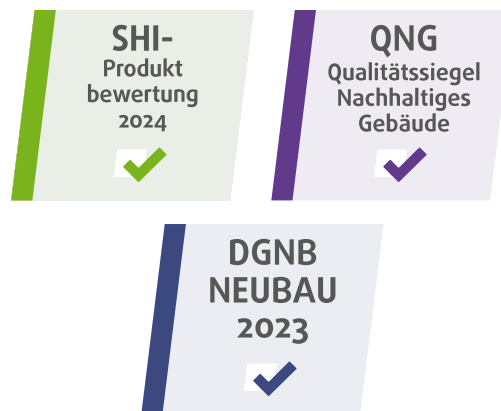 SHI-
Produkt
bewertung
2024
QNG
Qualitätssiegel
Nachhaltiges
Gebäude
DGNB
NEUBAU
2023